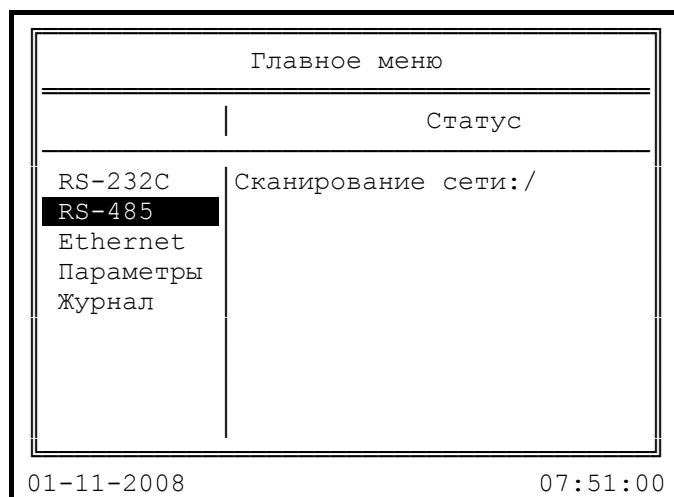 Главное меню
Статус
RS-232C Сканирование сети:/
RS-485
Ethernet
Параметры
Журнал
01-11-2008 07:51:00